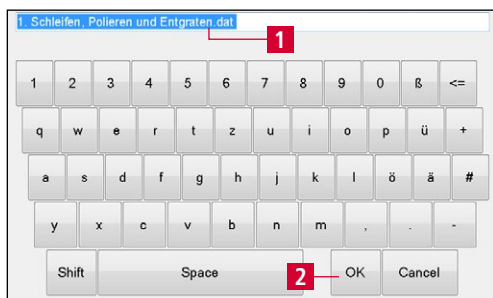 1. Schleifen, Polieren und Entgraten.dat
1
1 2 3 4 5 6 7 8 9 0 ß <=
q w e r t z u i o p ü +
a s d f g h j k l ö ä #
y x c v b n m , . -
Shift Space 2 OK Cancel